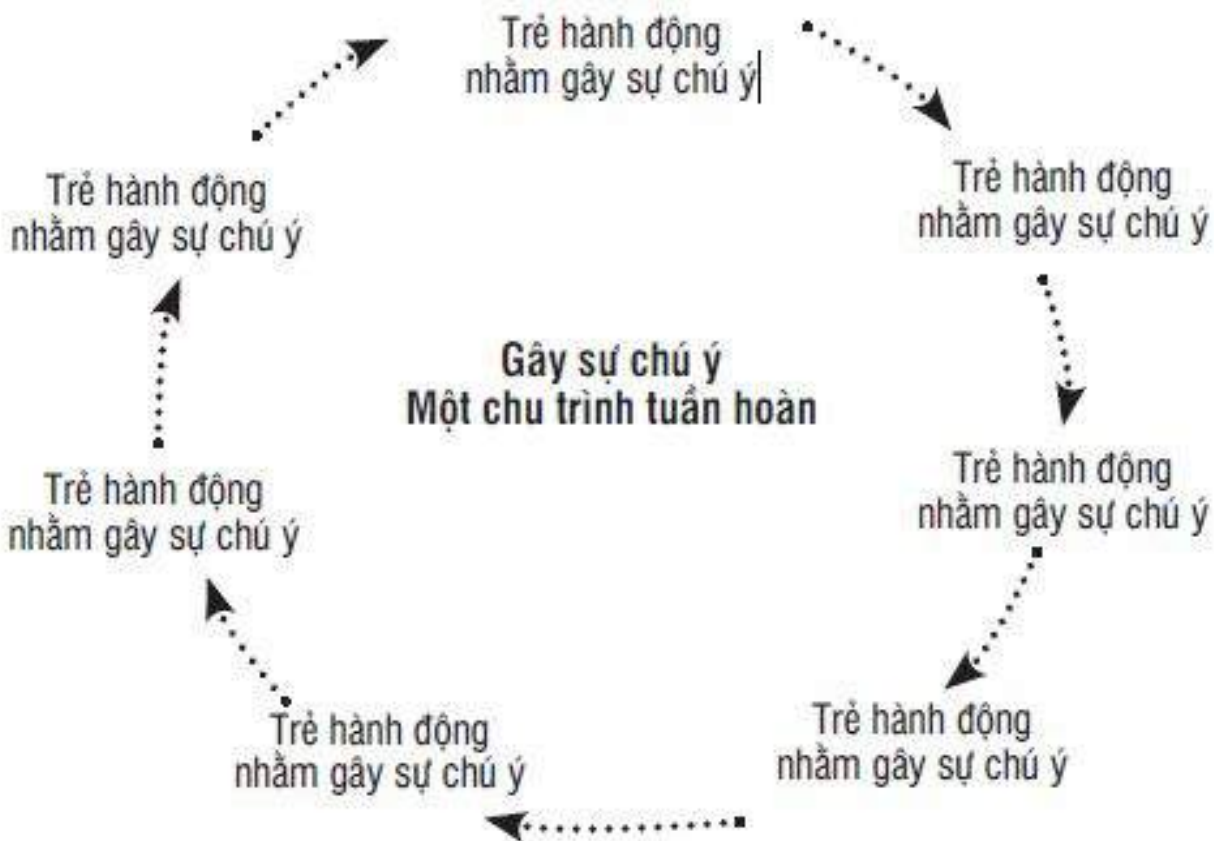 Trẻ hành động
nhằm gây sự chú ý
Trẻ hành động
nhằm gây sự chú ý
Trẻ hành động
nhằm gây sự chú ý
Trẻ hành động
nhằm gây sự chú ý
Trẻ hành động
nhằm gây sự chú ý
Trẻ hành động
nhằm gây sự chú ý
Trẻ hành động
nhằm gây sự chú ý
Gây sự chú ý
Một chu trình tuần hoàn